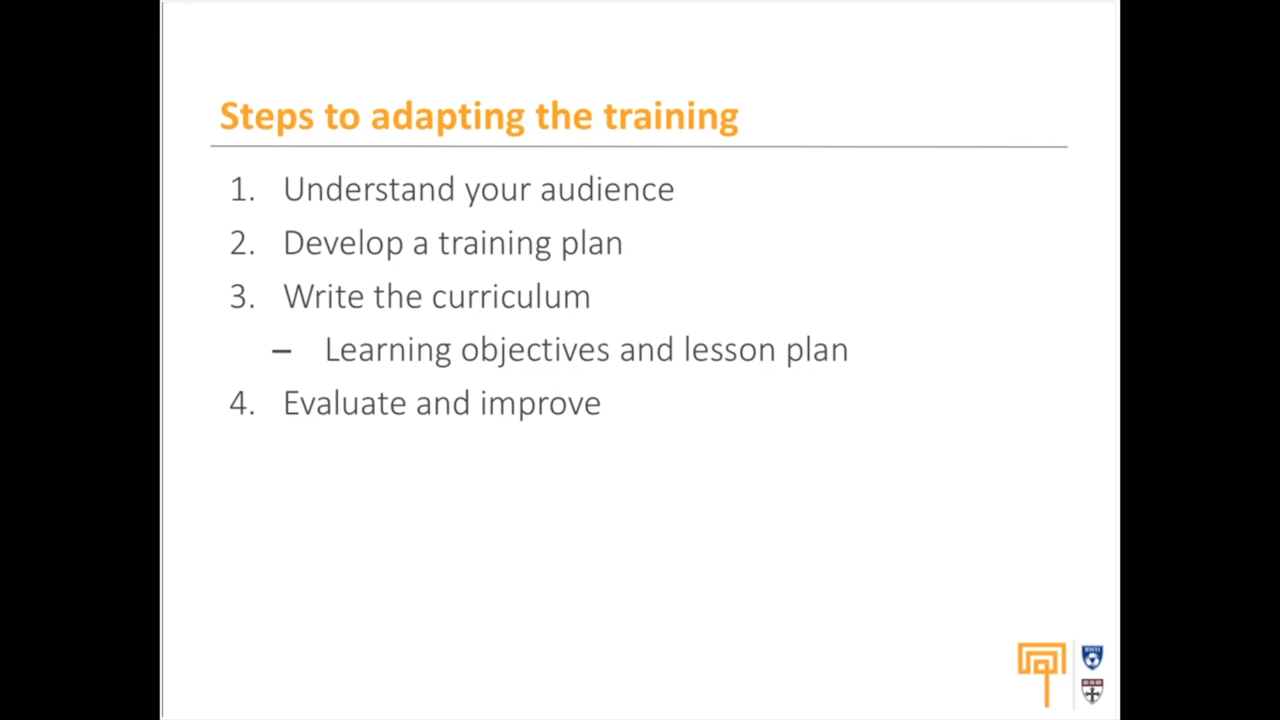 Steps to adapting the training
1. Understand your audience
2. Develop a training plan
3. Write the curriculum
– Learning objectives and lesson plan
4. Evaluate and improve
BWH